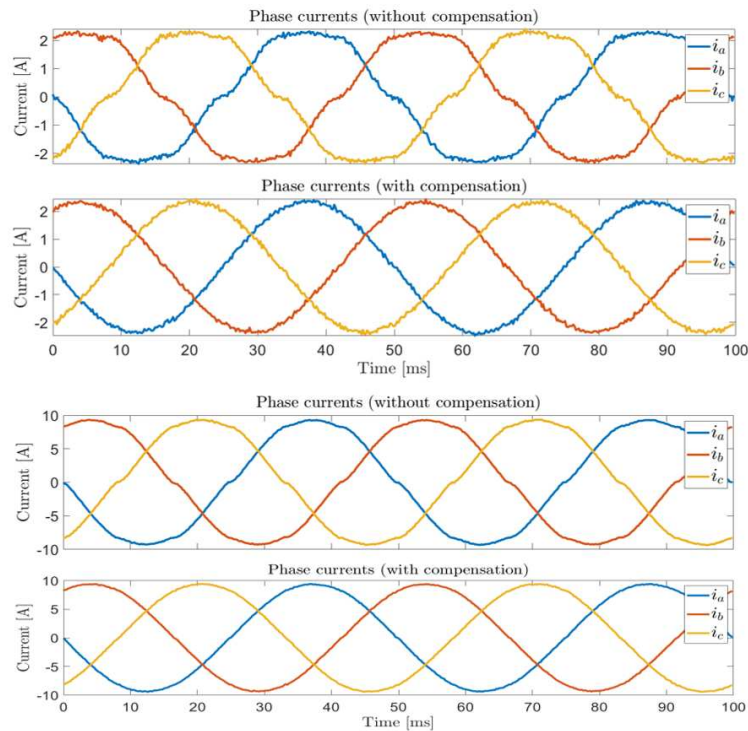 Phase currents (without compensation)
Current [A]
2
1
0
-1
-2
i_a
i_b
i_c
Phase currents (with compensation)
Current [A]
2
1
0
-1
-2
i_a
i_b
i_c
0 10 20 30 40 50 60 70 80 90 100
Time [ms]
Phase currents (without compensation)
Current [A]
10
5
0
-5
-10
i_a
i_b
i_c
Phase currents (with compensation)
Current [A]
10
5
0
-5
-10
i_a
i_b
i_c
0 10 20 30 40 50 60 70 80 90 100
Time [ms]